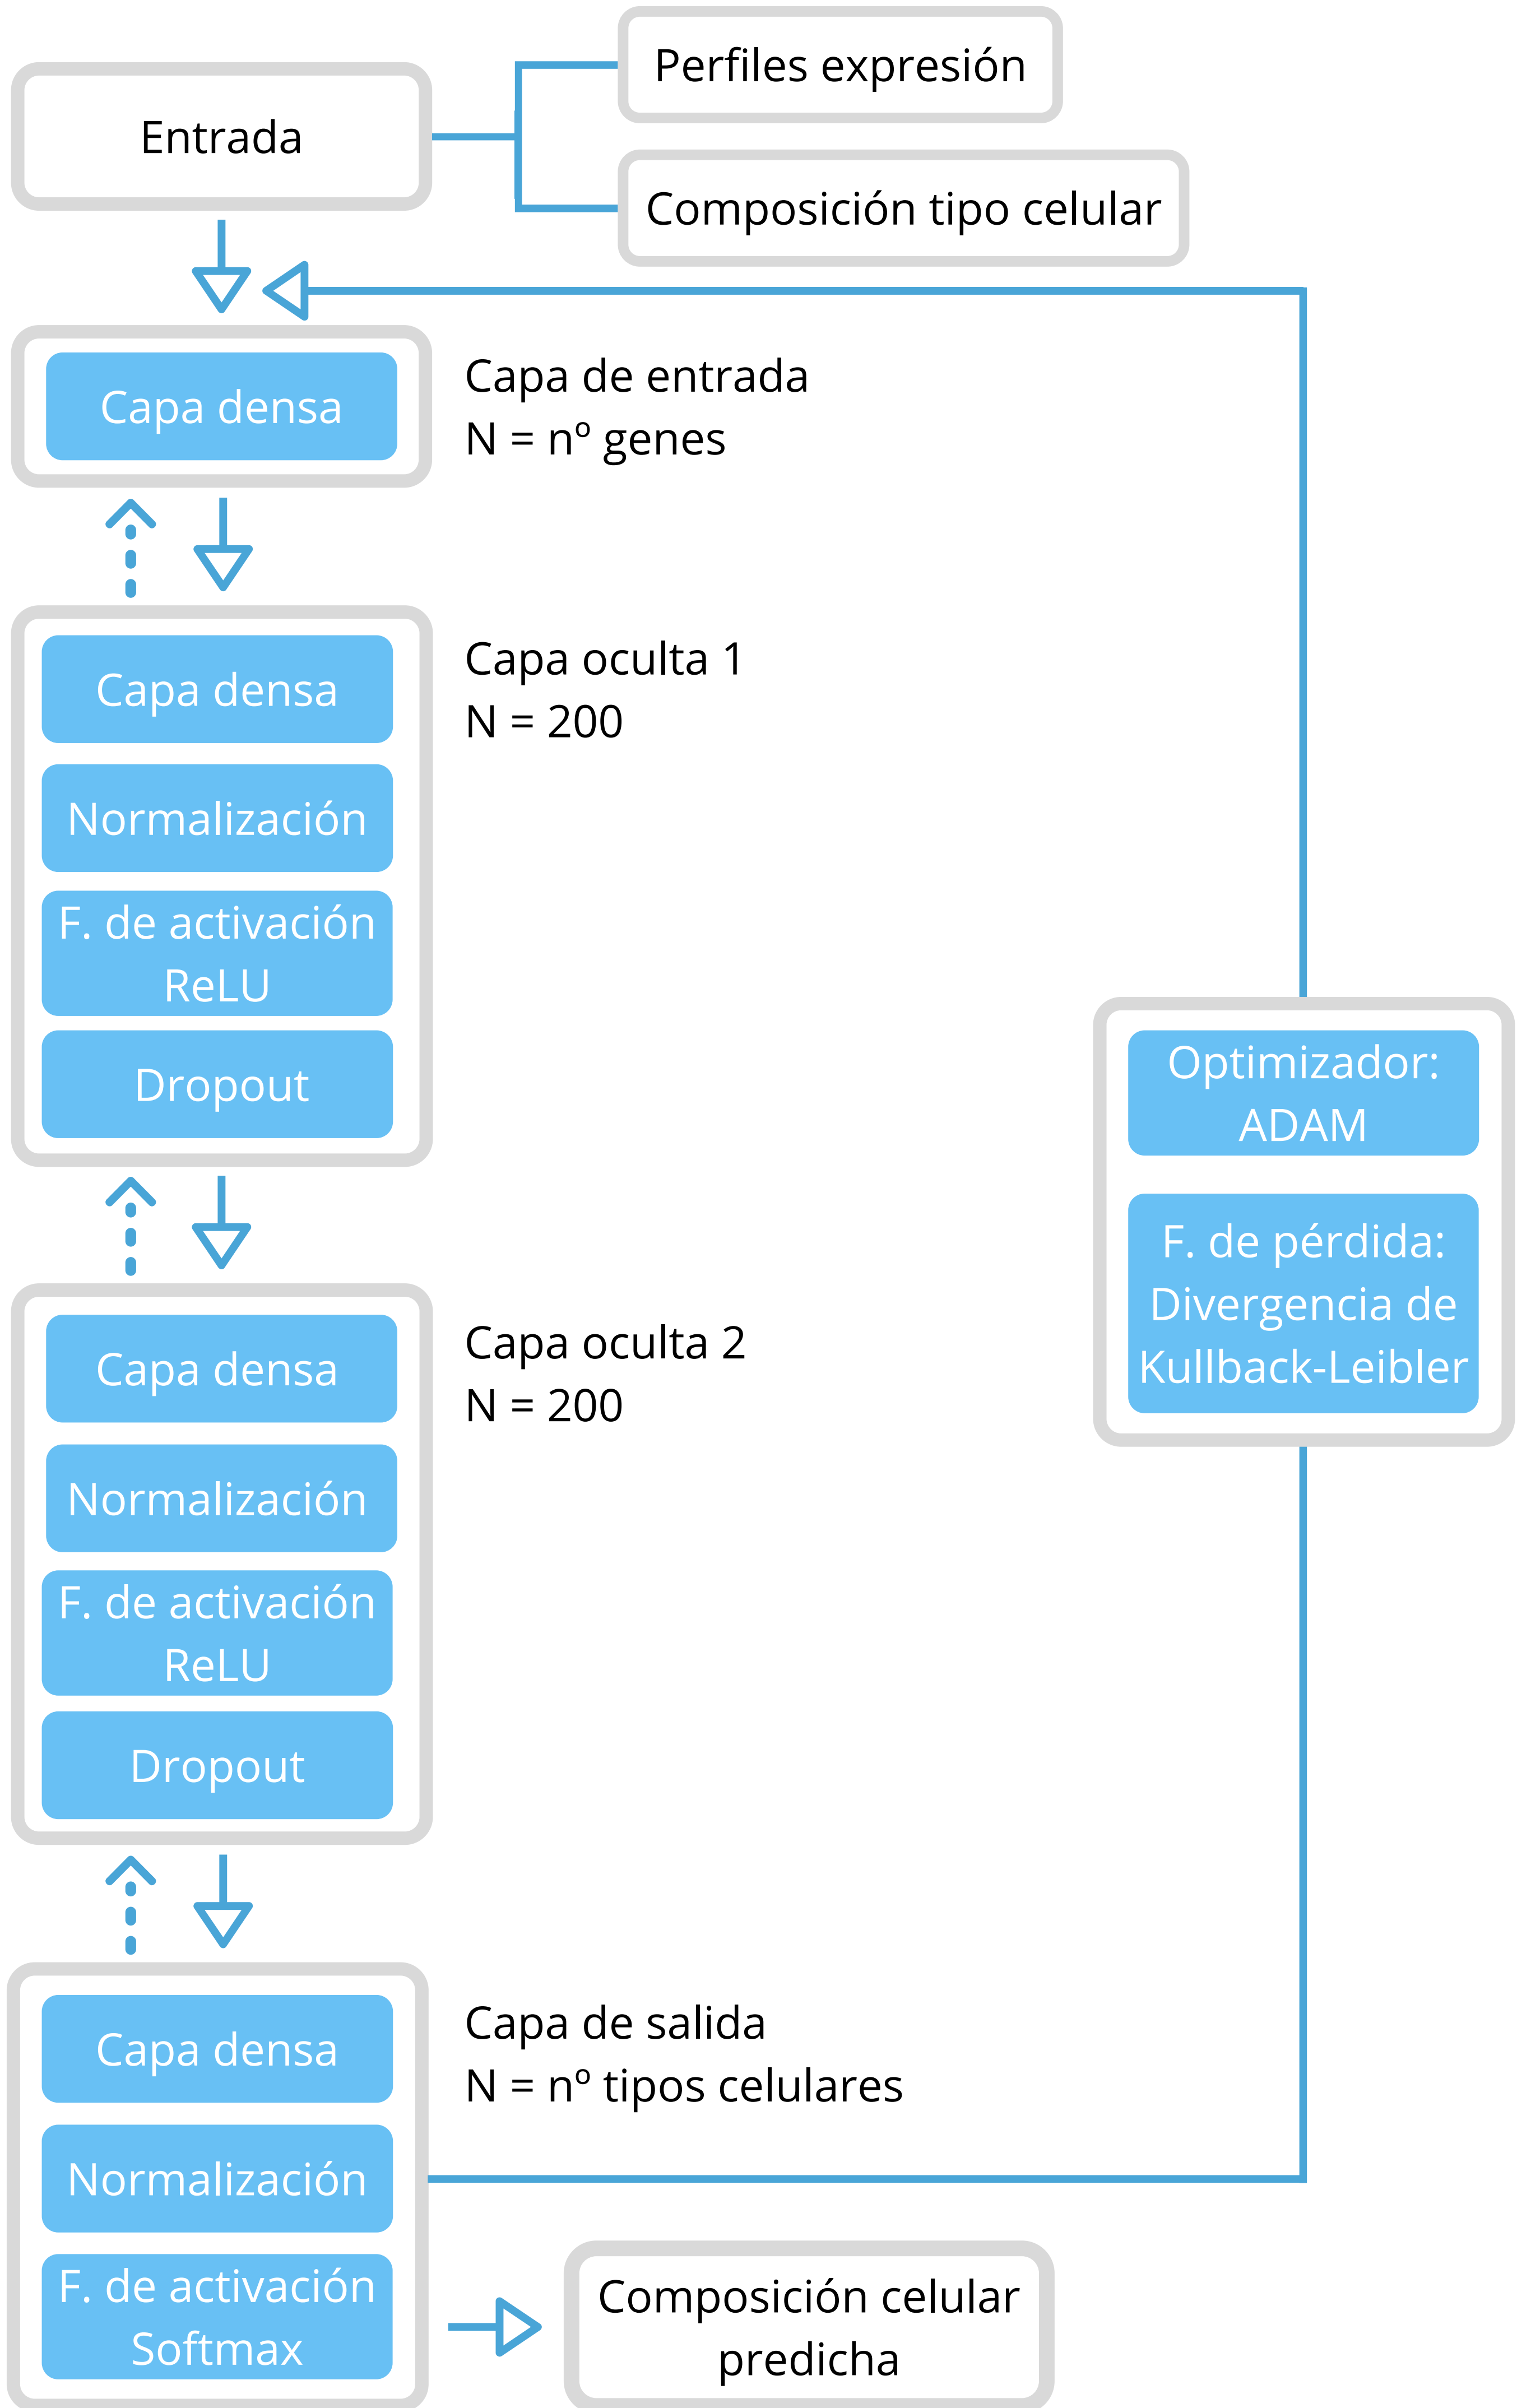 Perfiles expresión
Entrada
Composición tipo celular
Capa densa
Capa de entrada
N = nº genes
Capa densa
Normalización
F. de activación
ReLU
Dropout
Capa oculta 1
N = 200
Optimizador:
ADAM
F. de pérdida:
Divergencia de
Kullback-Leibler
Capa densa
Normalización
F. de activación
ReLU
Dropout
Capa oculta 2
N = 200
Capa densa
Normalización
F. de activación
Softmax
Capa de salida
N = nº tipos celulares
Composición celular
predicha